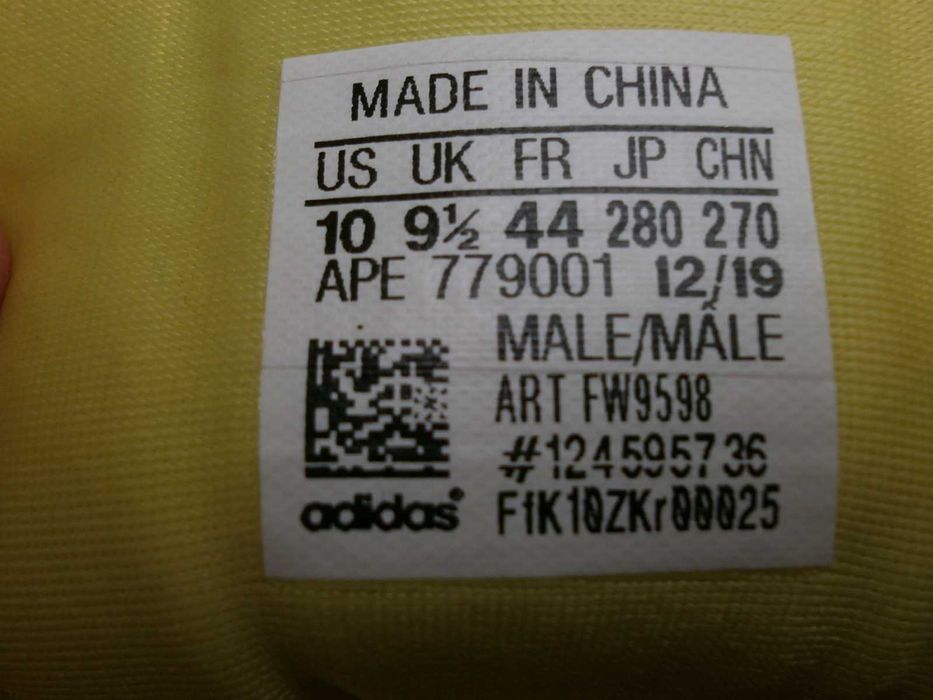 MADE IN CHINA
US UK FR JP CHN
10 9½ 44 280 270
APE 779001 12/19
MALE/MÂLE
ART FW9598
#124595736
F1K10ZKr00025
adidas®